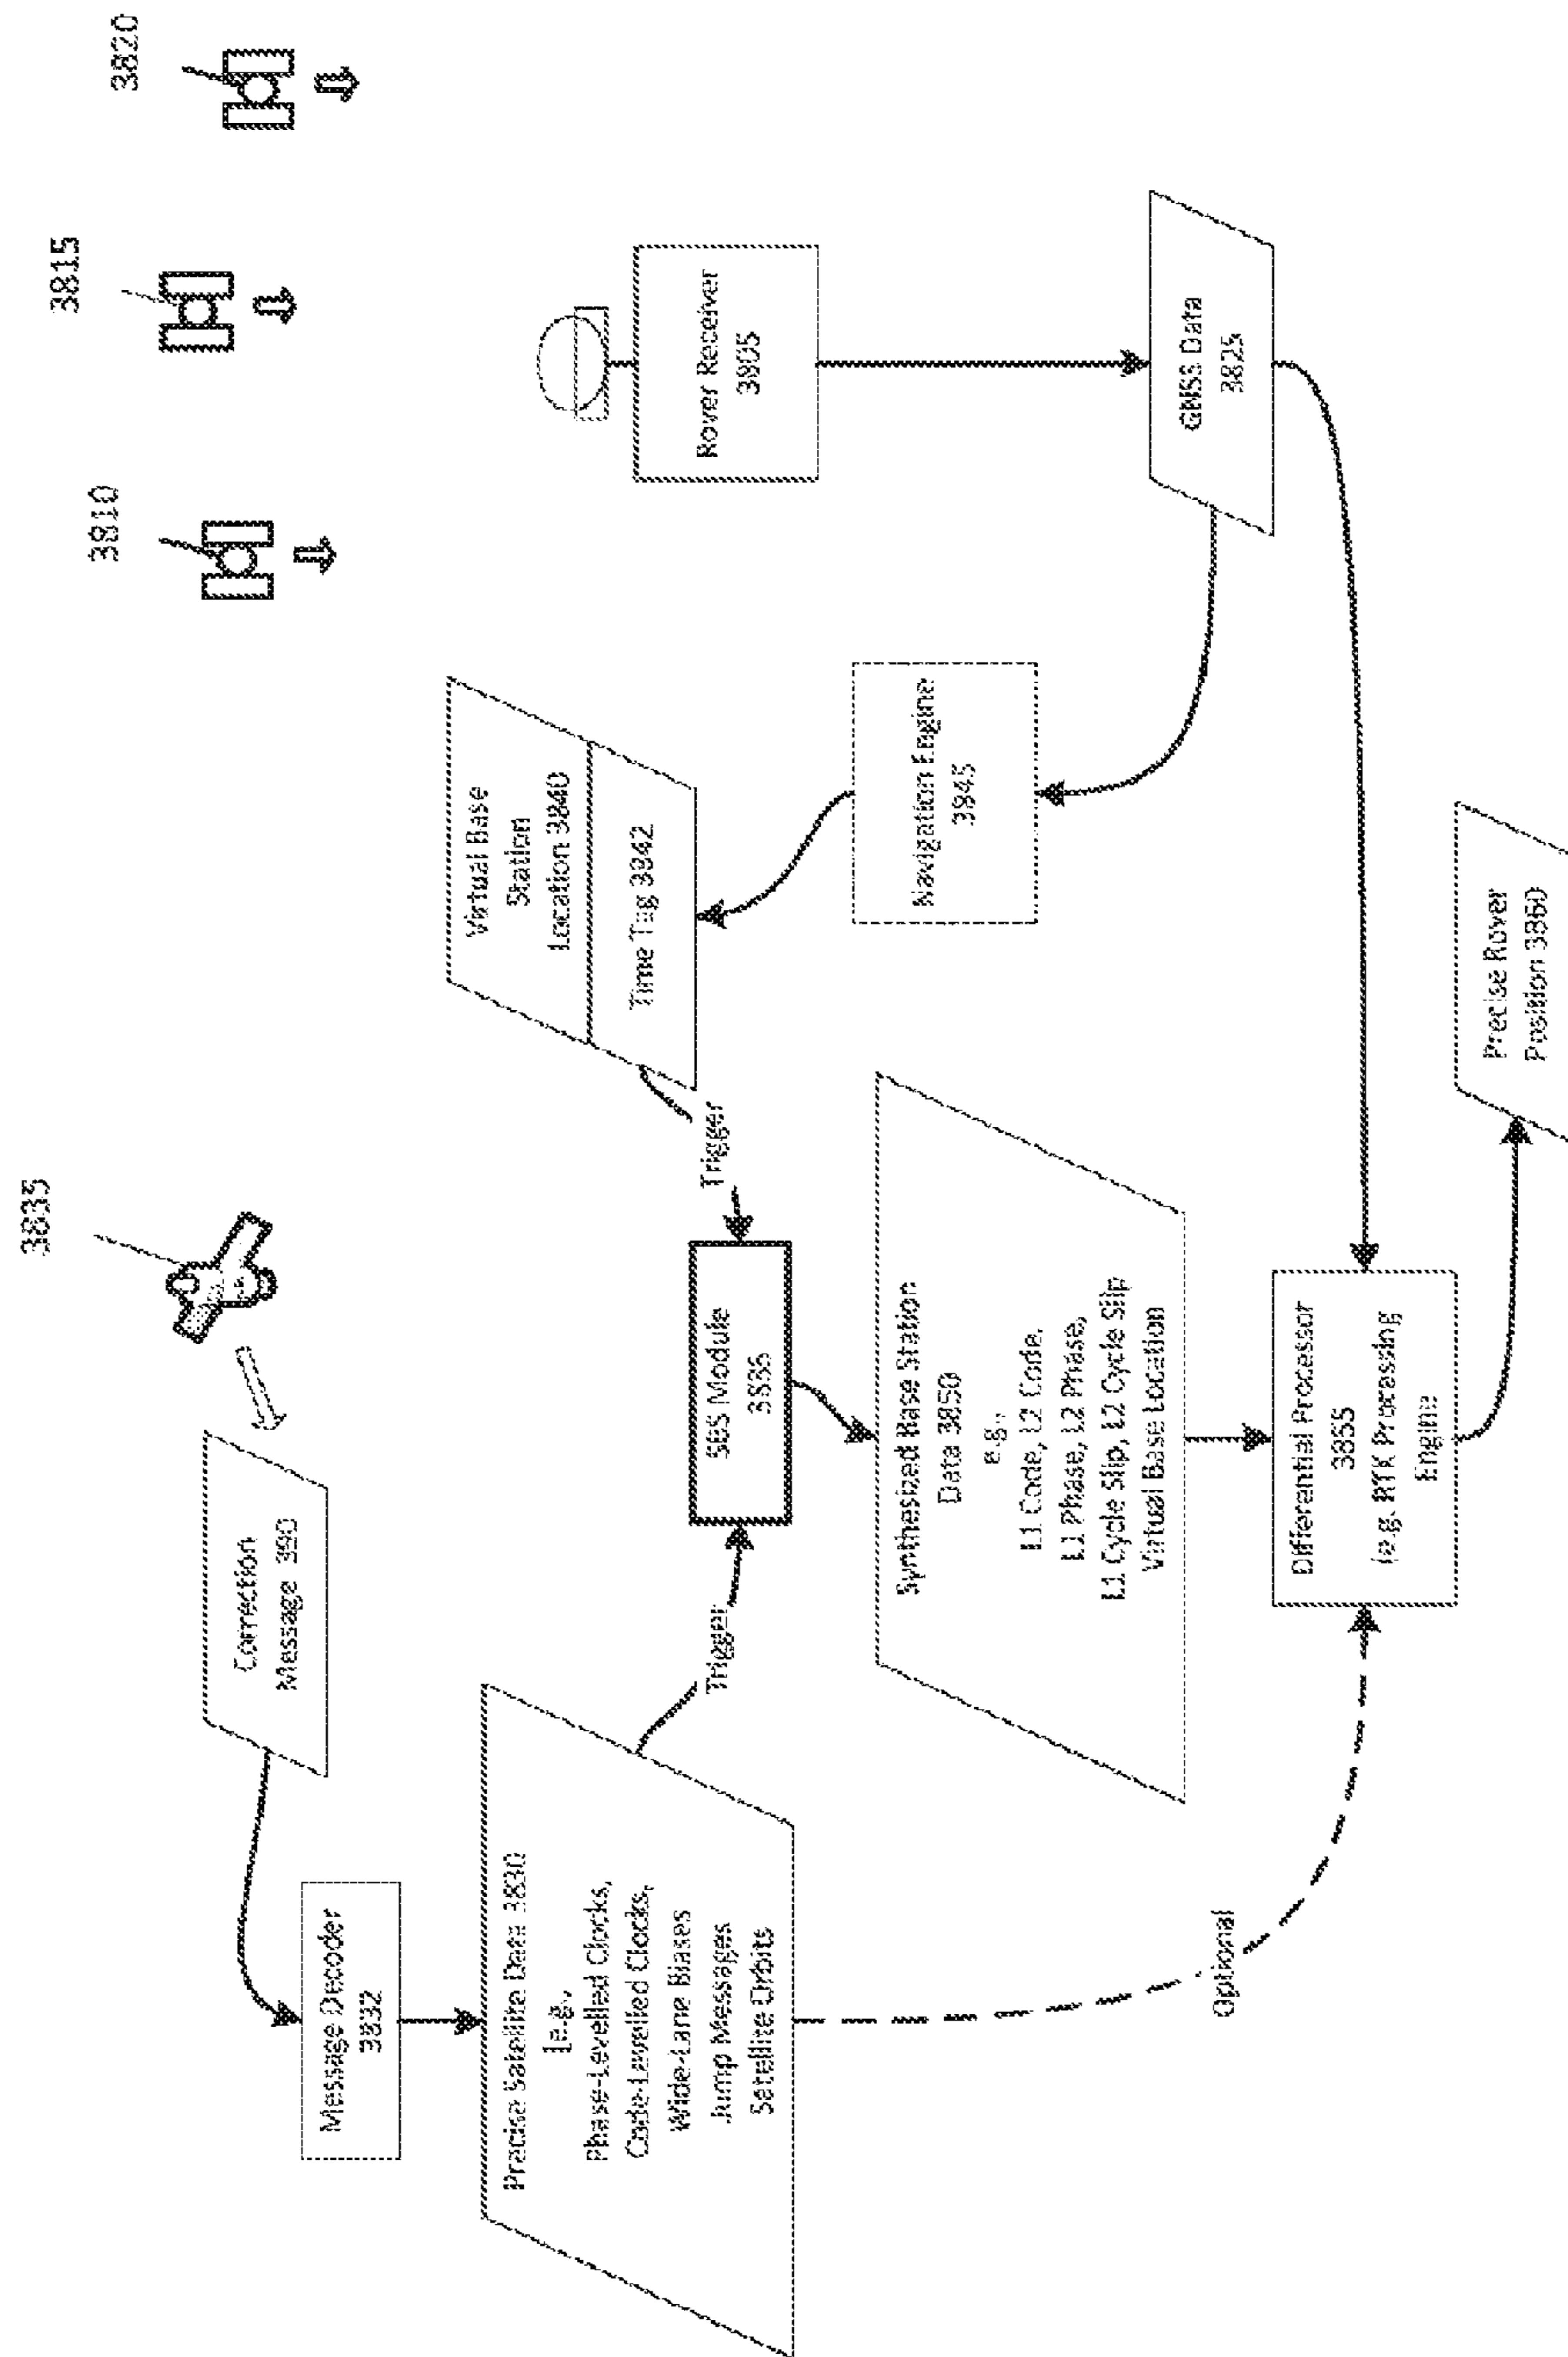 3835
3810
3815
3820
Correction
Message 390
Message Decoder
3832
Precise Satellite Data 3830
[e.g.,
Phase-Levelled Clocks,
Code-Levelled Clocks,
Wide-Lane Biases
Jump Messages
Satellite Orbits
Trigger
SBS Module
3836
Trigger
Virtual Base
Station
Location 3840
Time Tag 3842
Rover Receiver
3805
Navigation Engine
3845
GNSS Data
3825
Synthesized Base Station
Data 3850
e.g.,
L1 Code, L2 Code,
L1 Phase, L2 Phase,
L1 Cycle Slip, L2 Cycle Slip
Virtual Base Location
Optional
Differential Processor
3855
(e.g. RTK Processing
Engine
Precise Rover
Position 3860